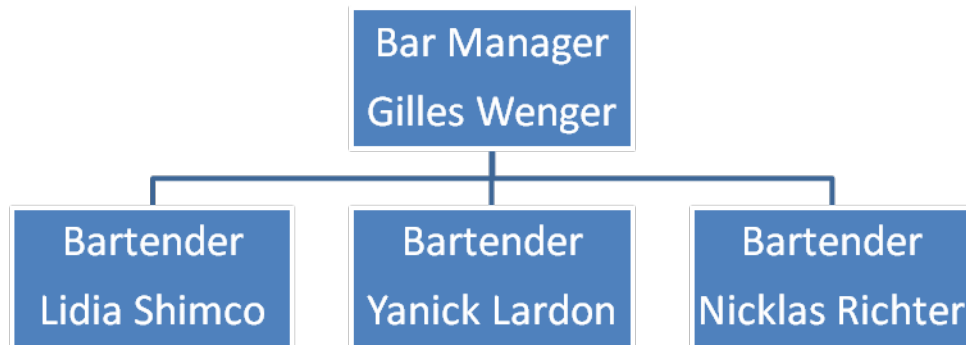 Bar Manager
Gilles Wenger
Bartender
Lidia Shimco
Bartender
Yanick Lardon
Bartender
Nicklas Richter